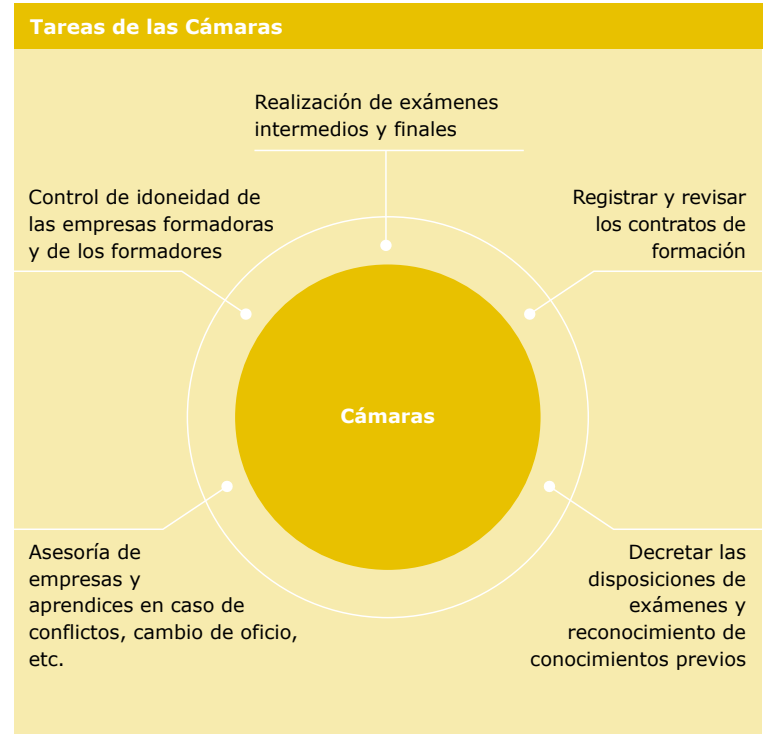 Tareas de las Cámaras
Realización de exámenes
intermedios y finales
Control de idoneidad de
las empresas formadoras
y de los formadores
Registrar y revisar
los contratos de
formación
Cámaras
Asesoría de
empresas y
aprendices en caso de
conflictos, cambio de oficio,
etc.
Decretar las
disposiciones de
exámenes y
reconocimiento de
conocimientos previos